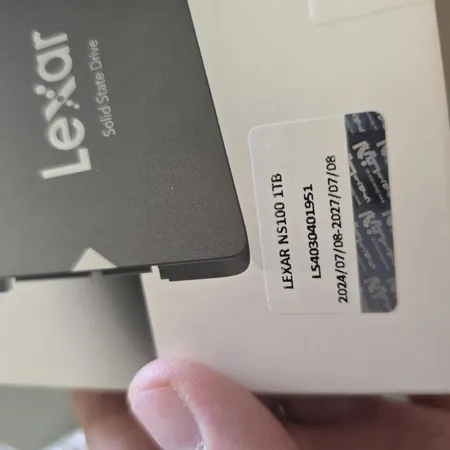 Lexar
Solid State Drive
LEXAR NS100 1TB
LS4030401951
2024/07/08-2027/07/08